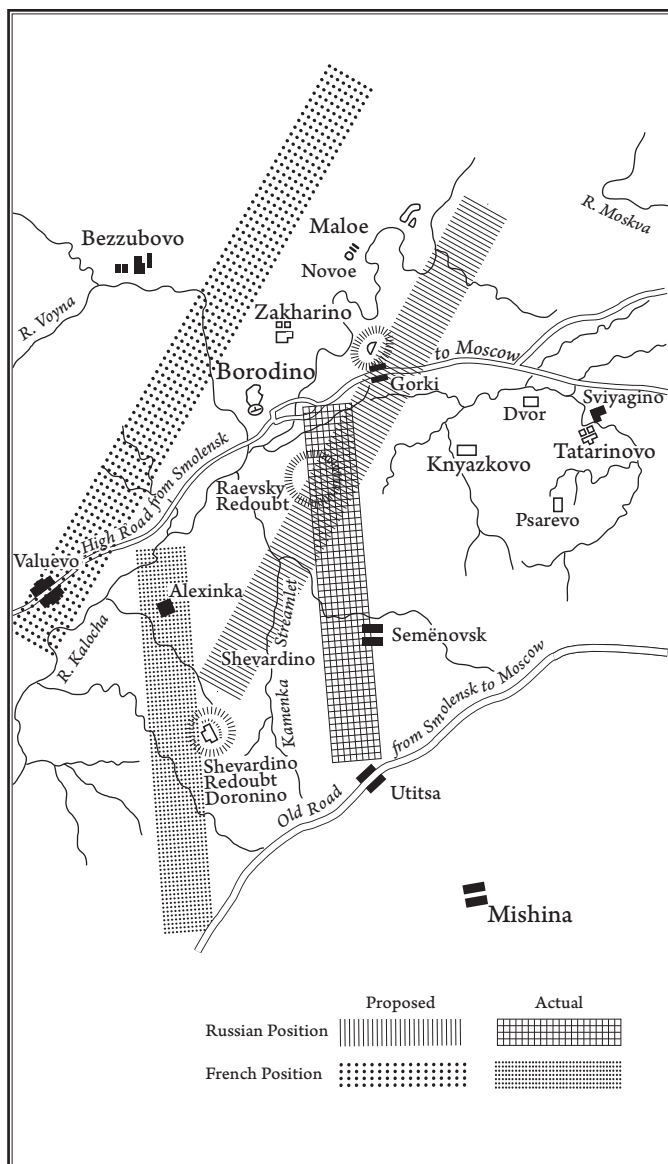 R. Moskva
Maloe
Bezzubovo
Novoe
R. Voyna
Zakharino
to Moscow
Borodino
Gorki
Sviyagino
Dvor
Tatarinovo
High Road from Smolensk
Knyazkovo
Raevsky
Redoubt
Psarevo
Valuevo
Alexinka
R. Kalocha
Semënovsk
Shevardino
Kamenka Streamlet
Shevardino
Redoubt
Doronino
Old Road from Smolensk to Moscow
Utitsa
Mishina
Proposed Actual
Russian Position
French Position